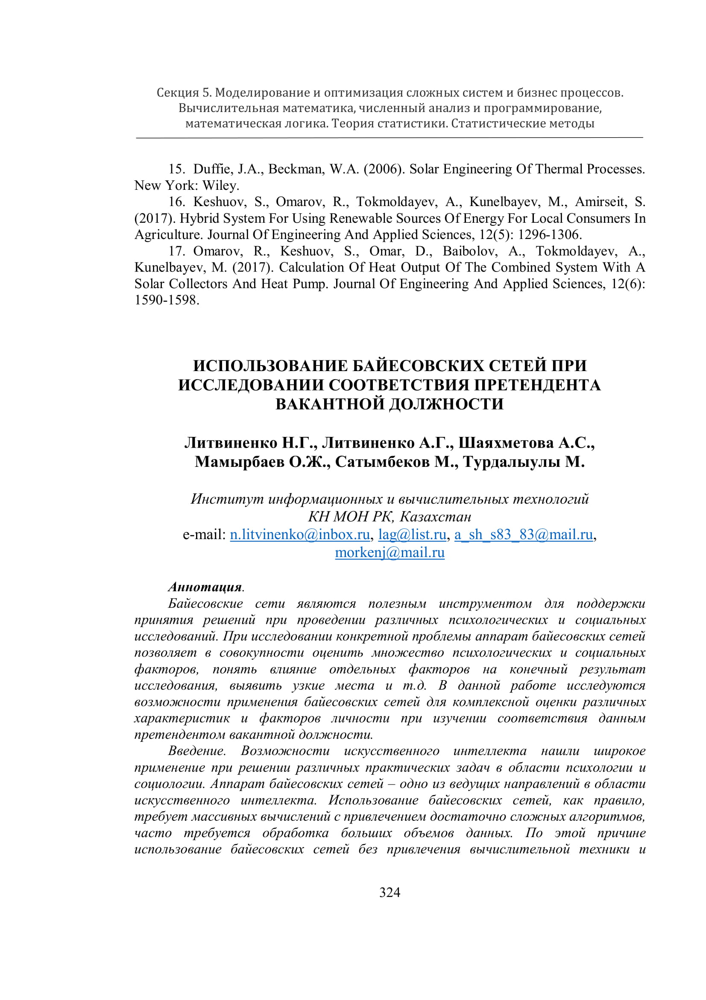 Секция 5. Моделирование и оптимизация сложных систем и бизнес процессов.
Вычислительная математика, численный анализ и программирование,
математическая логика. Теория статистики. Статистические методы
15. Duffie, J.A., Beckman, W.A. (2006). Solar Engineering Of Thermal Processes.
New York: Wiley.
16. Keshuov, S., Omarov, R., Tokmoldayev, A., Kunelbayev, M., Amirseit, S.
(2017). Hybrid System For Using Renewable Sources Of Energy For Local Consumers In
Agriculture. Journal Of Engineering And Applied Sciences, 12(5): 1296-1306.
17. Omarov, R., Keshuov, S., Omar, D., Baibolov, A., Tokmoldayev, A.,
Kunelbayev, M. (2017). Calculation Of Heat Output Of The Combined System With A
Solar Collectors And Heat Pump. Journal Of Engineering And Applied Sciences, 12(6):
1590-1598.
ИСПОЛЬЗОВАНИЕ БАЙЕСОВСКИХ СЕТЕЙ ПРИ
ИССЛЕДОВАНИИ СООТВЕТСТВИЯ ПРЕТЕНДЕНТА
ВАКАНТНОЙ ДОЛЖНОСТИ
Литвиненко Н.Г., Литвиненко А.Г., Шаяхметова А.С.,
Мамырбаев О.Ж., Сатымбеков М., Турдалыулы М.
Институт информационных и вычислительных технологий
КН МОН РК, Казахстан
e-mail: n.litvinenko@inbox.ru, lag@list.ru, a_sh_s83_83@mail.ru,
morkenj@mail.ru
Аннотация.
Байесовские сети являются полезным инструментом для поддержки
принятия решений при проведении различных психологических и социальных
исследований. При исследовании конкретной проблемы аппарат байесовских сетей
позволяет в совокупности оценить множество психологических и социальных
факторов, понять влияние отдельных факторов на конечный результат
исследования, выявить узкие места и т.д. В данной работе исследуются
возможности применения байесовских сетей для комплексной оценки различных
характеристик и факторов личности при изучении соответствия данным
претендентом вакантной должности.
Введение. Возможности искусственного интеллекта нашли широкое
применение при решении различных практических задач в области психологии и
социологии. Аппарат байесовских сетей – одно из ведущих направлений в области
искусственного интеллекта. Использование байесовских сетей, как правило,
требует массивных вычислений с привлечением достаточно сложных алгоритмов,
часто требуется обработка больших объемов данных. По этой причине
использование байесовских сетей без привлечения вычислительной техники и
324